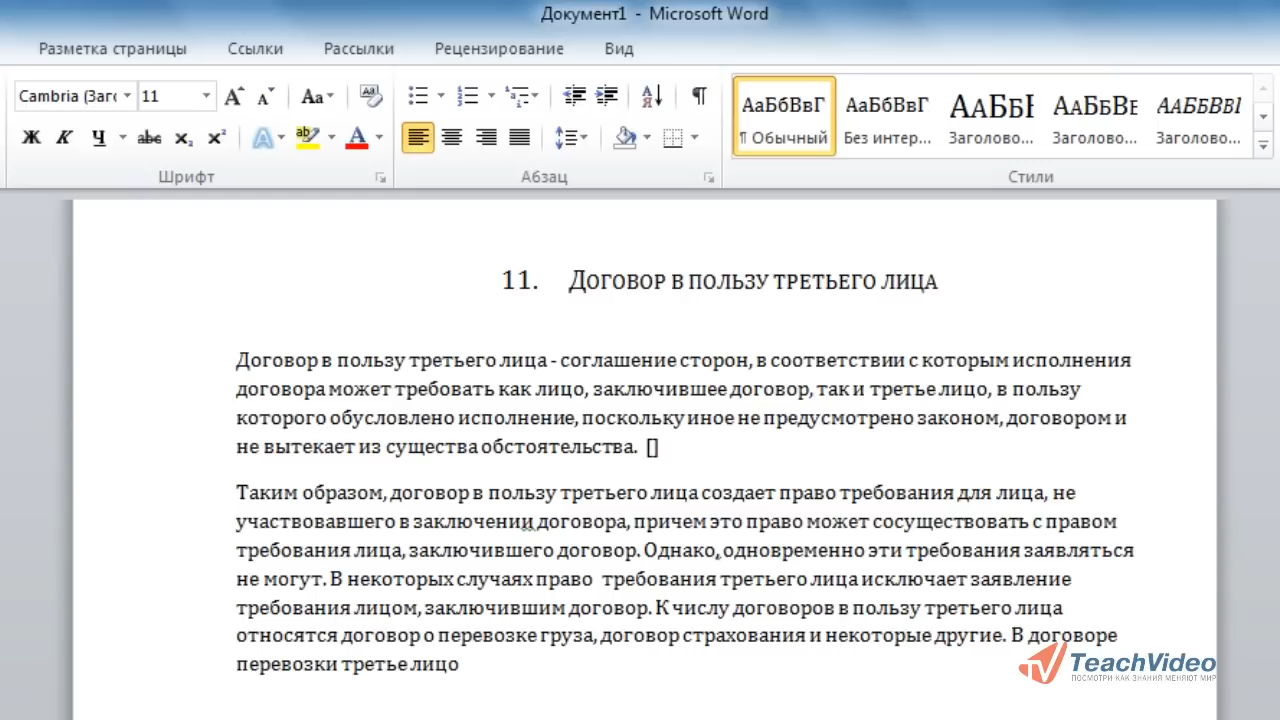 Документ1 - Microsoft Word
Разметка страницы Ссылки Рассылки Рецензирование Вид
Cambria (Загс 11 А А Аа
АаБбВвГ АаБбВвГ ААБбІ ААБбВЕ ААБбВВІ
Ж К Ч abc x₂ x² А ab А
¶ Обычный Без интер... Заголово... Заголово... Заголово...
Шрифт Абзац Стили
11. Договор в пользу третьего лица
Договор в пользу третьего лица - соглашение сторон, в соответствии с которым исполнения
договора может требовать как лицо, заключившее договор, так и третье лицо, в пользу
которого обусловлено исполнение, поскольку иное не предусмотрено законом, договором и
не вытекает из существа обстоятельства. []
Таким образом, договор в пользу третьего лица создает право требования для лица, не
участвовавшего в заключении договора, причем это право может сосуществовать с правом
требования лица, заключившего договор. Однако, одновременно эти требования заявляться
не могут. В некоторых случаях право требования третьего лица исключает заявление
требования лицом, заключившим договор. К числу договоров в пользу третьего лица
относятся договор о перевозке груза, договор страхования и некоторые другие. В договоре
перевозки третье лицо
TeachVideo
ПОСМОТРИ КАК ЗНАНИЯ МЕНЯЮТ МИР